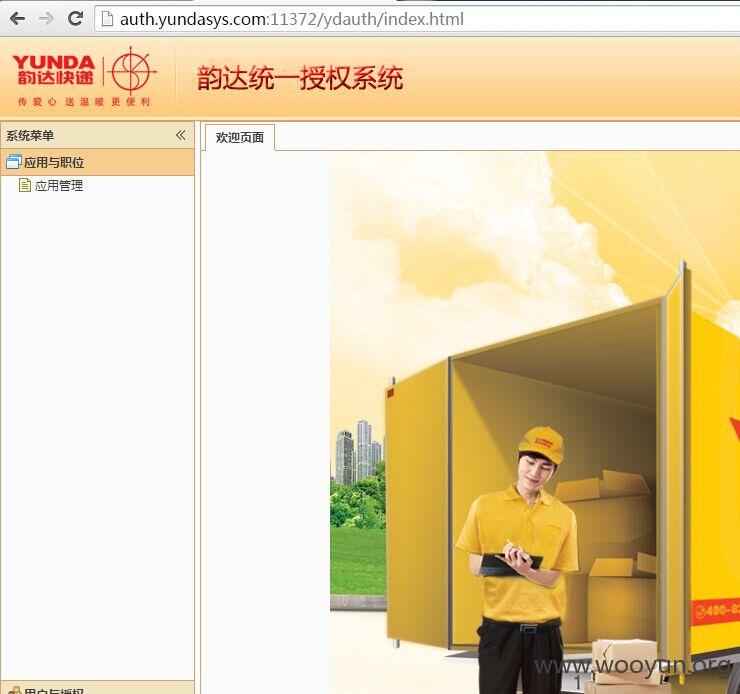 auth.yundasys.com:11372/ydauth/index.html
YUNDA
韵达快递
传爱心 送温暖 更便利
韵达统一授权系统
系统菜单
欢迎页面
应用与职位
应用管理
YUNDA
400-8
www.wooyun.org
用户与授权